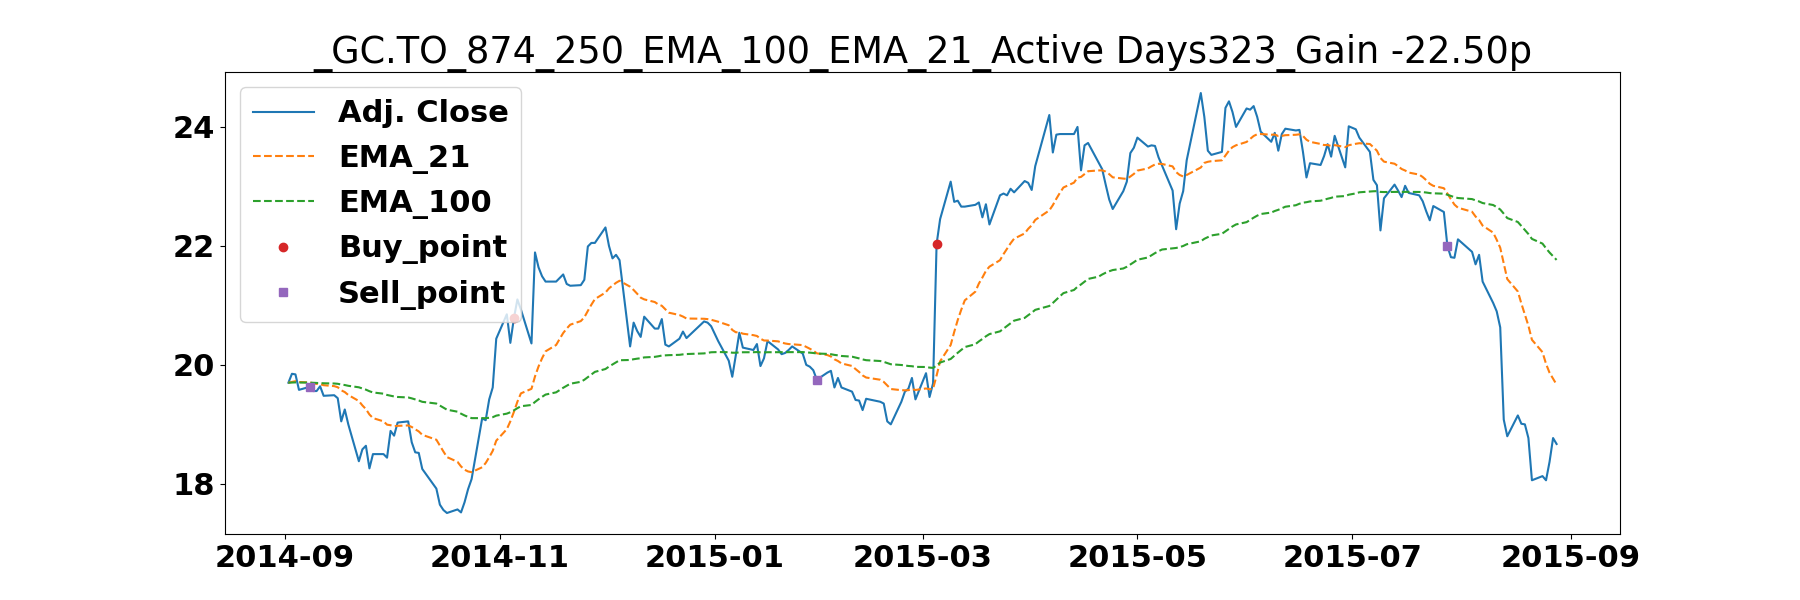 _GC.TO_874_250_EMA_100_EMA_21_Active Days323_Gain -22.50p
Adj. Close
EMA_21
EMA_100
Buy_point
Sell_point
24
22
20
18
2014-09 2014-11 2015-01 2015-03 2015-05 2015-07 2015-09